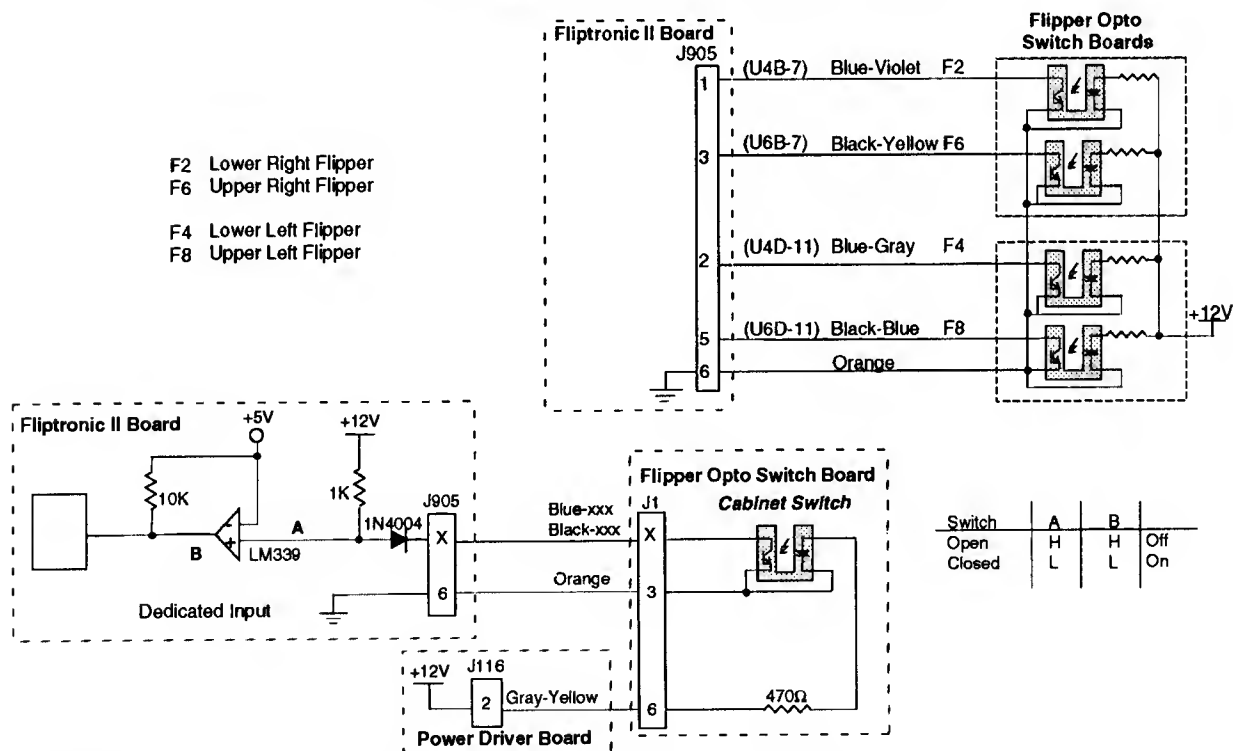 Fliptronic II Board
J905
Flipper Opto
Switch Boards
1 (U4B-7) Blue-Violet F2
3 (U6B-7) Black-Yellow F6
2 (U4D-11) Blue-Gray F4
5 (U6D-11) Black-Blue F8
6 Orange
+12V
F2 Lower Right Flipper
F6 Upper Right Flipper
F4 Lower Left Flipper
F8 Upper Left Flipper
Fliptronic II Board
+5V
+12V
10K
1K
1N4004
J905
A
B
-
+
LM339
X
6
Dedicated Input
Blue-xxx
Black-xxx
Orange
Flipper Opto Switch Board
Cabinet Switch
J1
X
3
6
470Ω
+12V
J116
2
Gray-Yellow
Power Driver Board
Switch A B
Open H H Off
Closed L L On